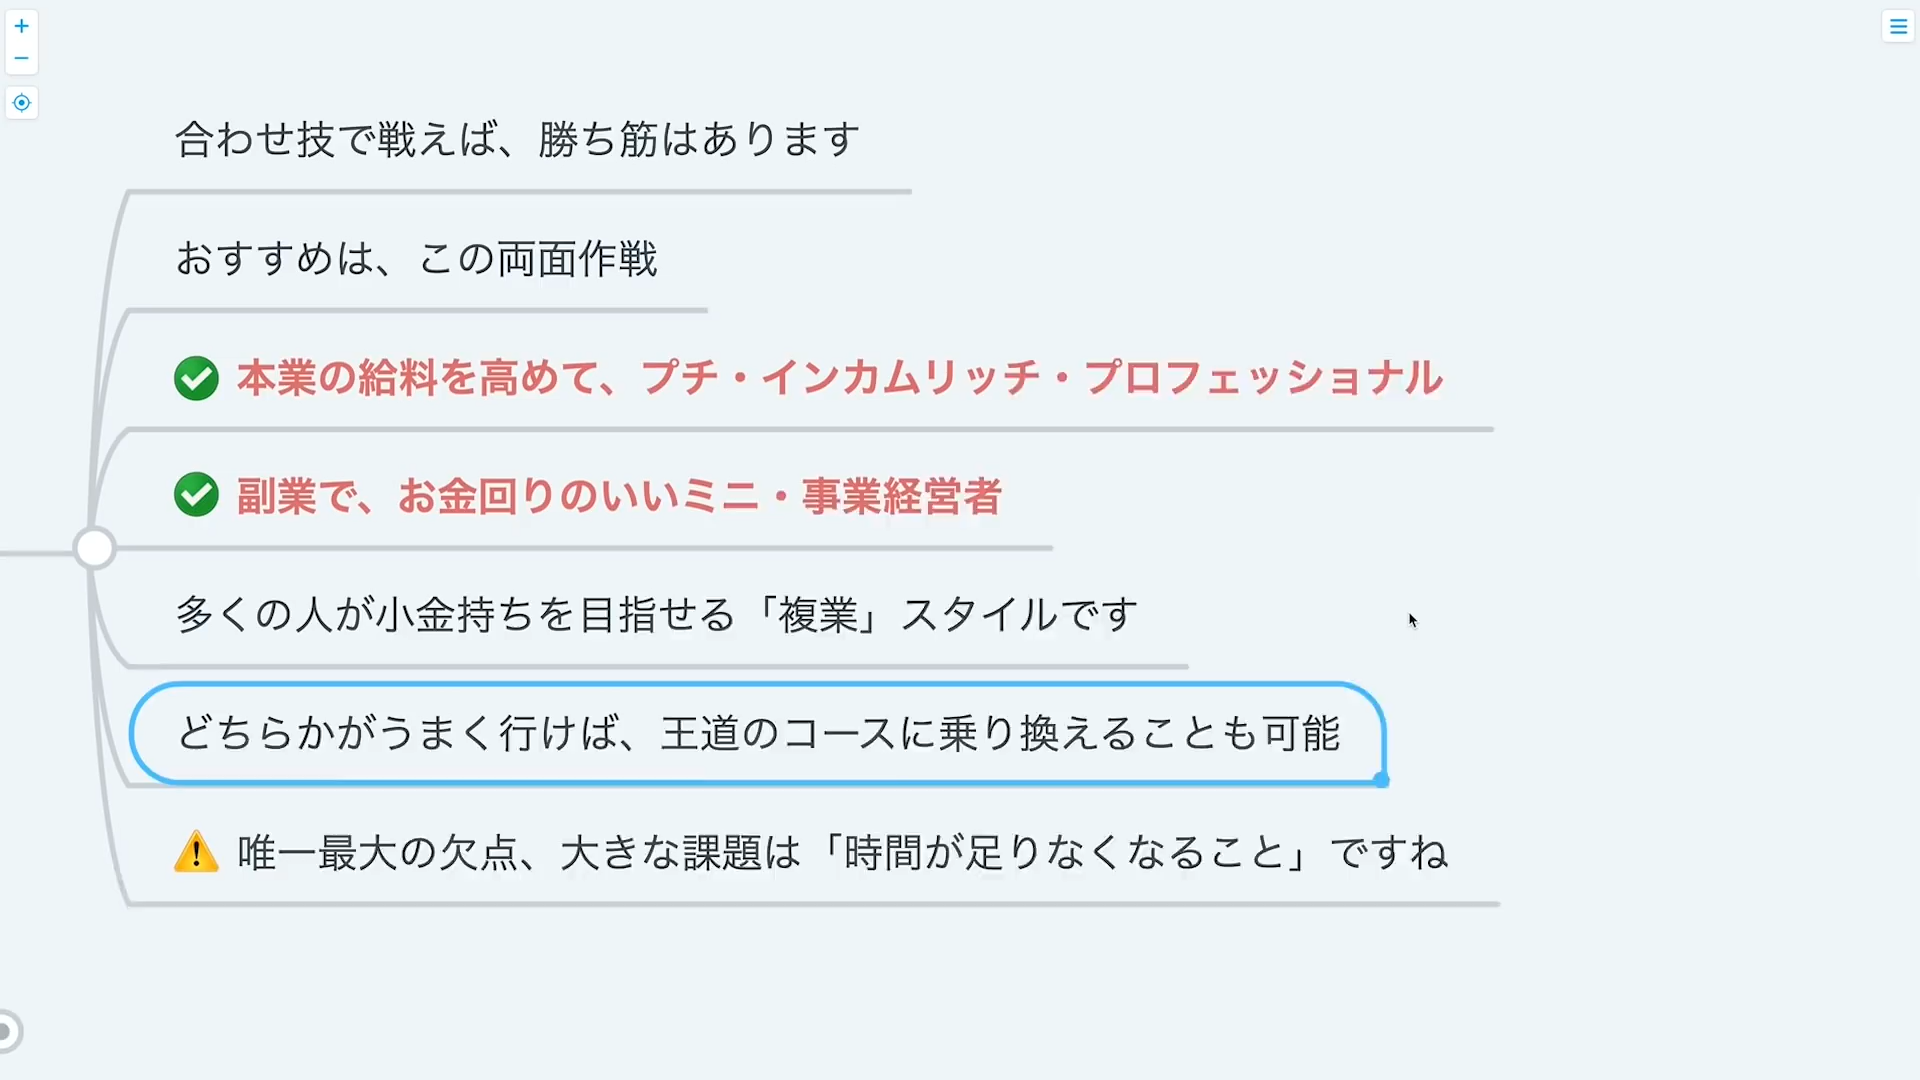 合わせ技で戦えば、勝ち筋はあります
おすすめは、この両面作戦
✅ 本業の給料を高めて、プチ・インカムリッチ・プロフェッショナル
✅ 副業で、お金回りのいいミニ・事業経営者
多くの人が小金持ちを目指せる「複業」スタイルです
どちらかがうまく行けば、王道のコースに乗り換えることも可能
⚠️ 唯一最大の欠点、大きな課題は「時間が足りなくなること」ですね